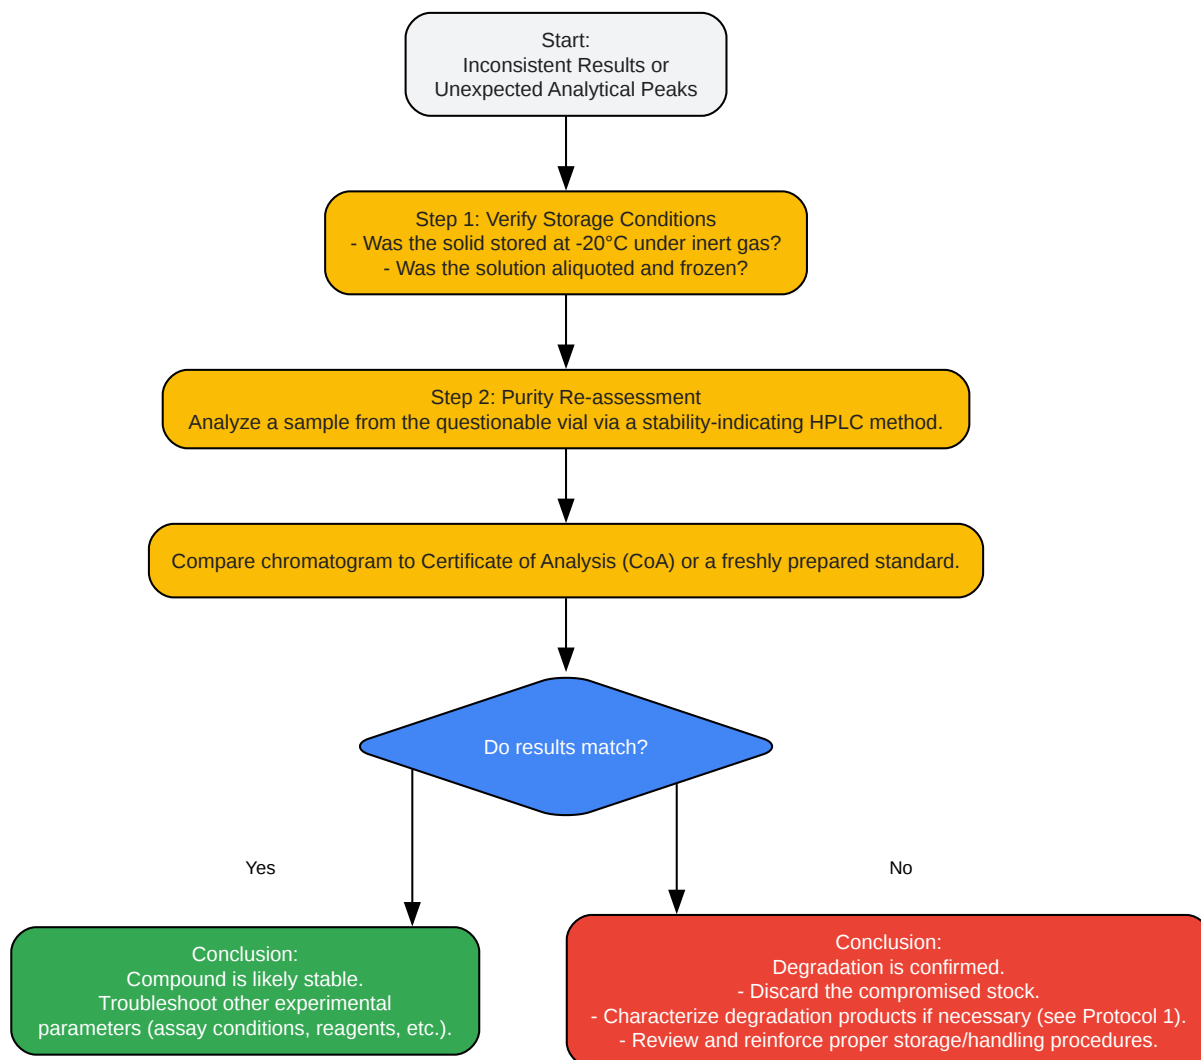 Start:
Inconsistent Results or
Unexpected Analytical Peaks
Step 1: Verify Storage Conditions
- Was the solid stored at -20°C under inert gas?
- Was the solution aliquoted and frozen?
Step 2: Purity Re-assessment
Analyze a sample from the questionable vial via a stability-indicating HPLC method.
Compare chromatogram to Certificate of Analysis (CoA) or a freshly prepared standard.
Do results match?
Yes
No
Conclusion:
Compound is likely stable.
Troubleshoot other experimental
parameters (assay conditions, reagents, etc.).
Conclusion:
Degradation is confirmed.
- Discard the compromised stock.
- Characterize degradation products if necessary (see Protocol 1).
- Review and reinforce proper storage/handling procedures.